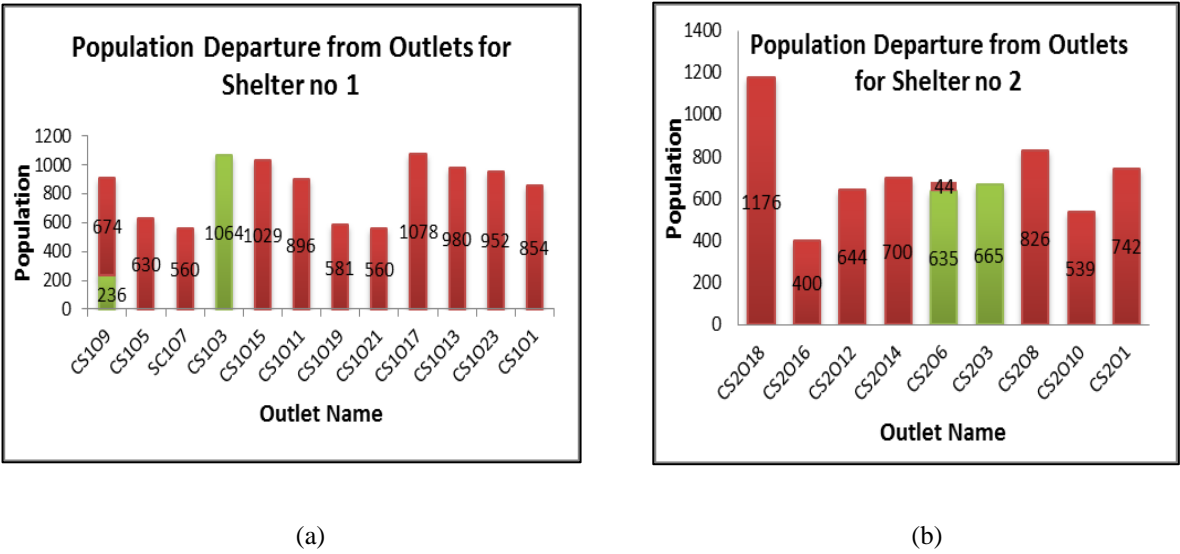 Population Departure from Outlets for
Shelter no 1
Population
1200
1000
800
600
400
200
0
674
236
630
560
1064
1029
896
581
560
1078
980
952
854
CS1O9
CS1O5
SC1O7
CS1O3
CS1O15
CS1O11
CS1O19
CS1O21
CS1O17
CS1O13
CS1O23
CS1O1
Outlet Name
(a)
Population Departure from Outlets
for Shelter no 2
Population
1400
1200
1000
800
600
400
200
0
1176
400
644
700
44
635
665
826
539
742
CS2O18
CS2O16
CS2O12
CS2O14
CS2O6
CS2O3
CS2O8
CS2O10
CS2O1
Outlet Name
(b)